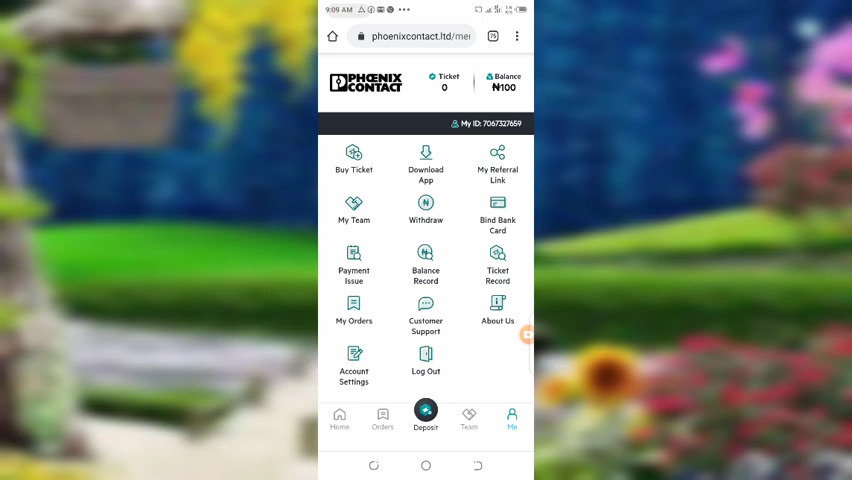 9:09 AM
75
phoenixcontact.ltd/me
PHŒNIX CONTACT
Ticket
0
Balance
₦100
My ID: 7067327659
Buy Ticket
Download App
My Referral Link
My Team
Withdraw
Bind Bank Card
Payment Issue
Balance Record
Ticket Record
My Orders
Customer Support
About Us
Account Settings
Log Out
Home
Orders
Deposit
Team
Me